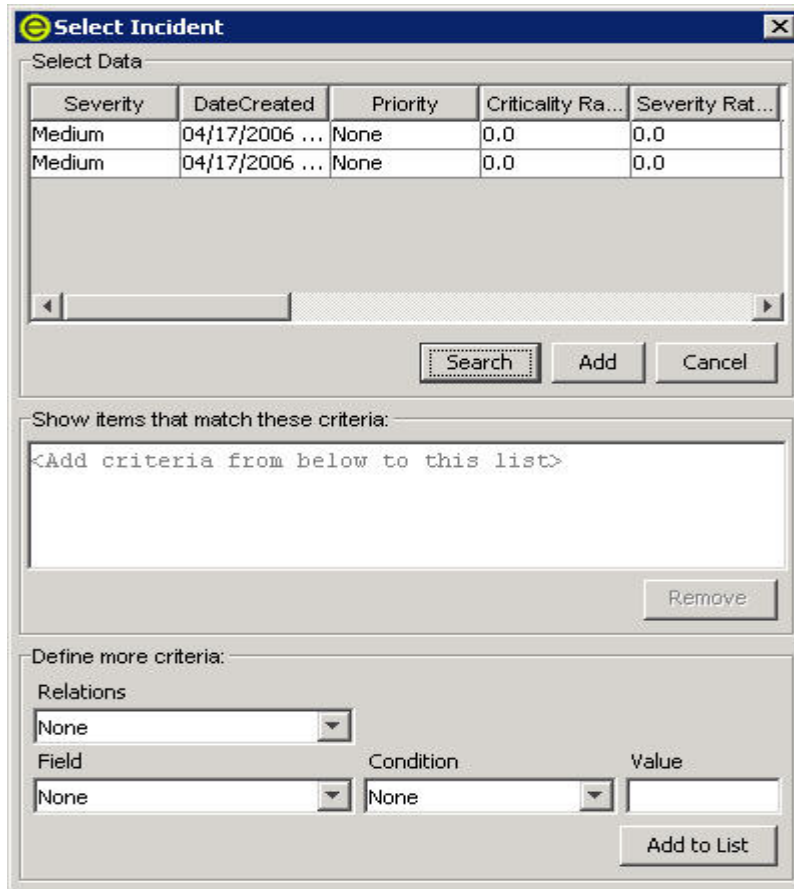 Select Incident
Select Data
Severity DateCreated Priority Criticality Ra... Severity Rat...
Medium 04/17/2006 ... None 0.0 0.0
Medium 04/17/2006 ... None 0.0 0.0
Search Add Cancel
Show items that match these criteria:
<Add criteria from below to this list>
Remove
Define more criteria:
Relations
None
Field Condition Value
None None
Add to List